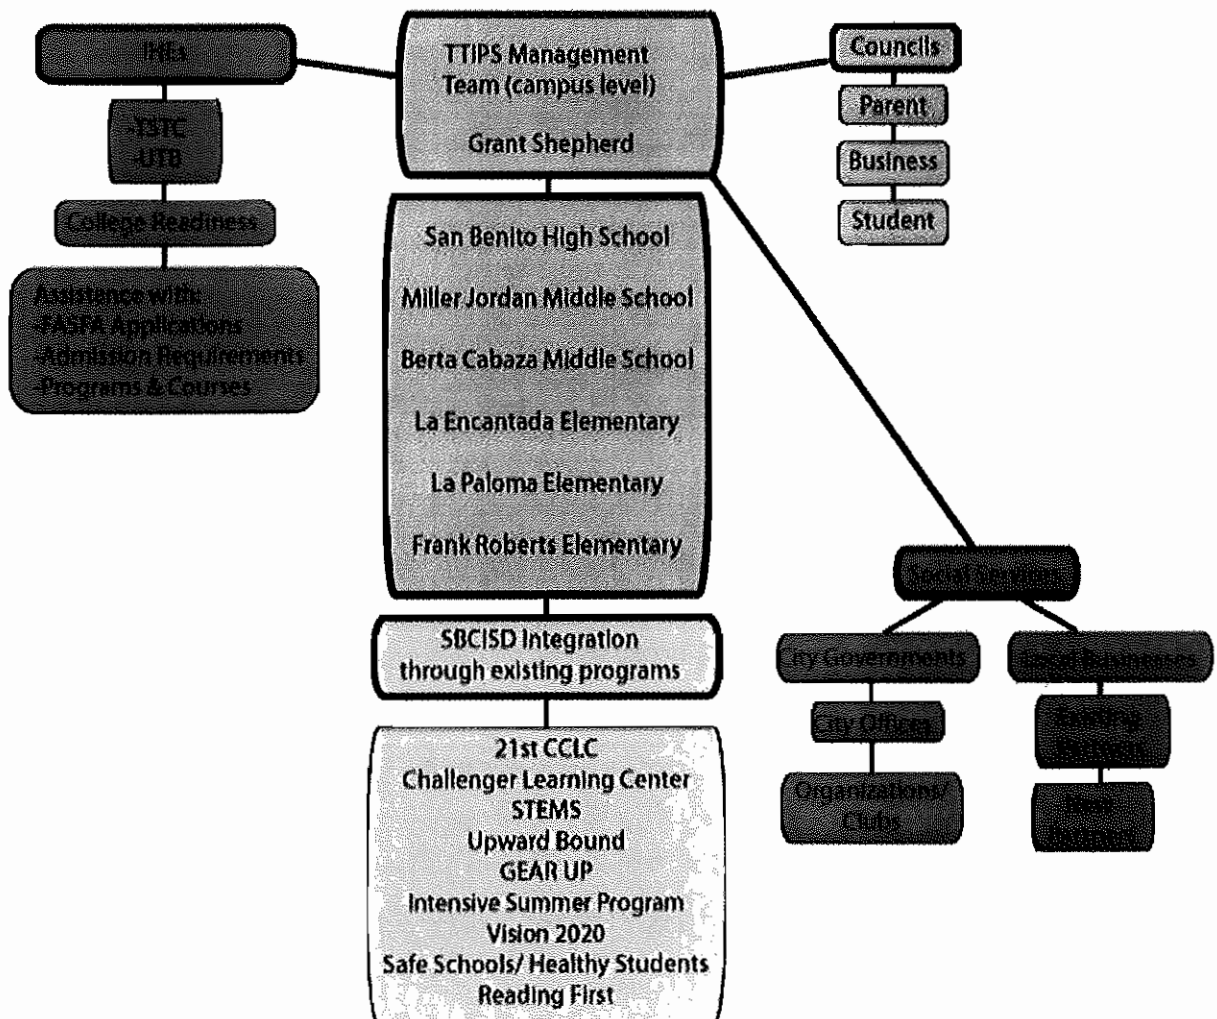 IHEs
-TSTC
-UTB
College Readiness
Assistance with:
-FASFA Applications
-Admission Requirements
-Programs & Courses
TTIPS Management
Team (campus level)
Grant Shepherd
Councils
Parent
Business
Student
San Benito High School
Miller Jordan Middle School
Berta Cabaza Middle School
La Encantada Elementary
La Paloma Elementary
Frank Roberts Elementary
SBCISD Integration
through existing programs
21st CCLC
Challenger Learning Center
STEMS
Upward Bound
GEAR UP
Intensive Summer Program
Vision 2020
Safe Schools/ Healthy Students
Reading First
Social Services
City Governments
City Offices
Organizations/
Clubs
Local Businesses
Existing
Partners
New
Partners